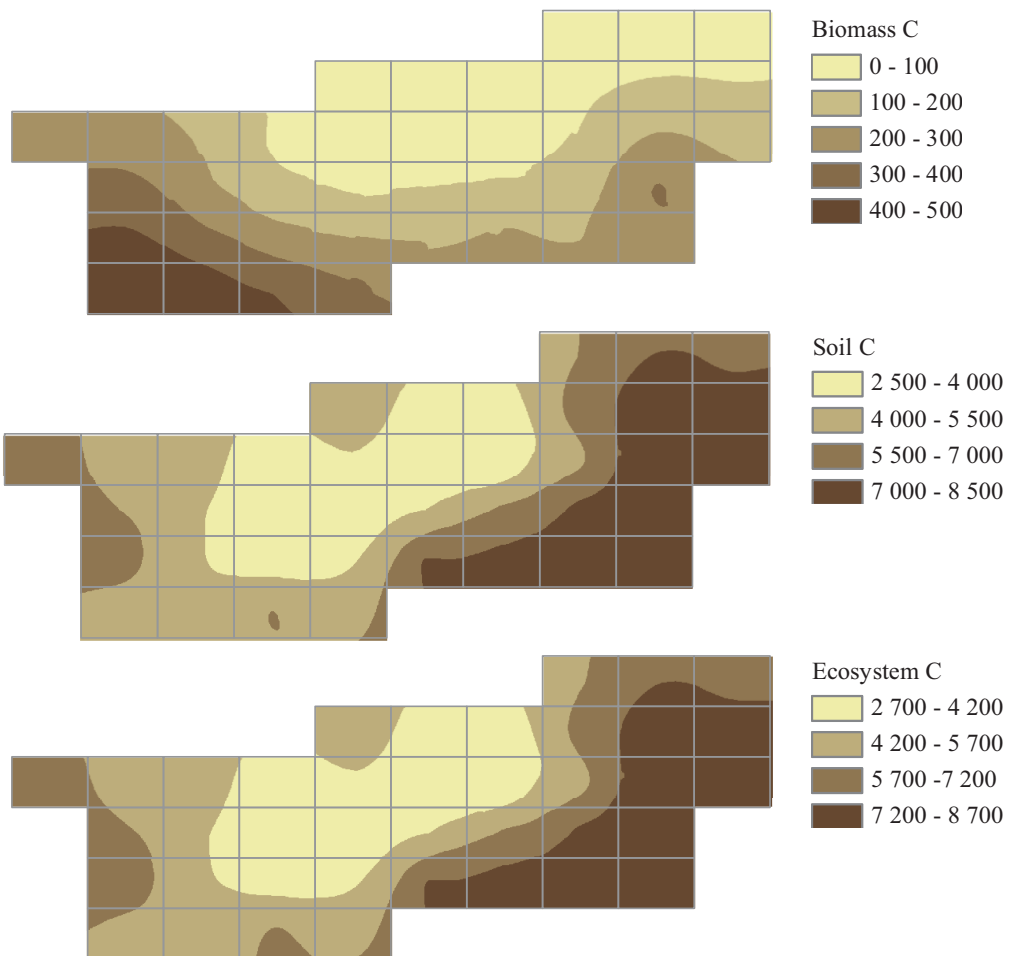 Biomass C
0 - 100
100 - 200
200 - 300
300 - 400
400 - 500
Soil C
2 500 - 4 000
4 000 - 5 500
5 500 - 7 000
7 000 - 8 500
Ecosystem C
2 700 - 4 200
4 200 - 5 700
5 700 -7 200
7 200 - 8 700